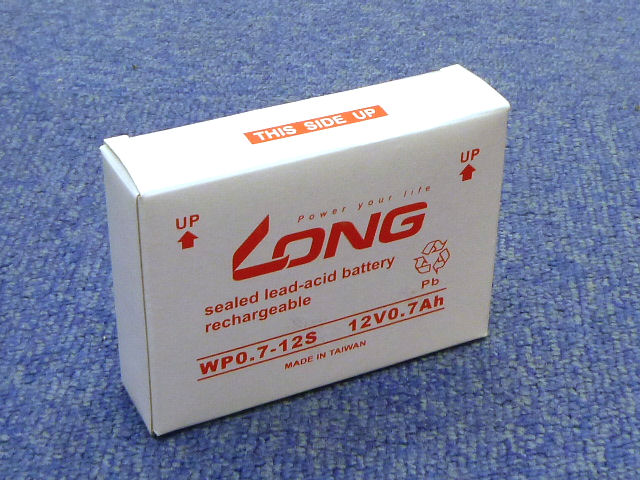 THIS SIDE UP
UP
UP
Power your life
LONG
sealed lead-acid battery
rechargeable
Pb
WP0.7-12S 12V0.7Ah
MADE IN TAIWAN